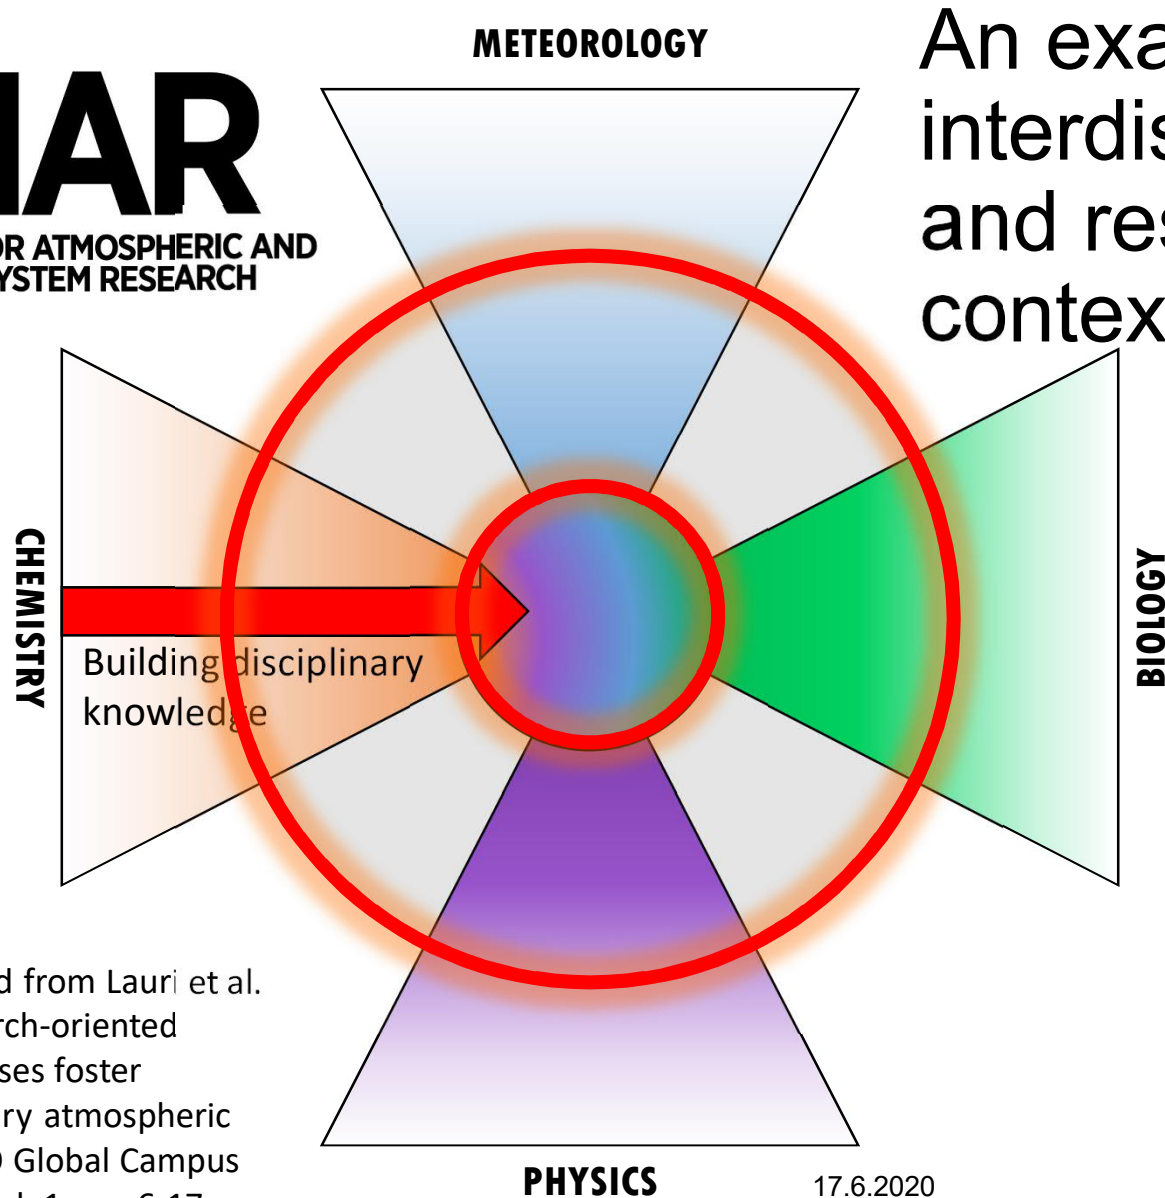 METEOROLOGY
An exa
interdis
and res
contex
AR
OR ATMOSPHERIC AND
YSTEM RESEARCH
CHEMISTRY
Building disciplinary
knowledge
BIOLOGY
d from Lauri et al.
rch-oriented
ses foster
ry atmospheric
Global Campus
PHYSICS
17.6.2020